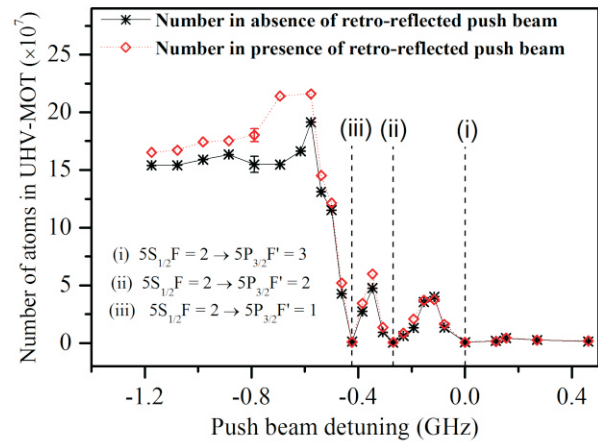 Number in absence of retro-reflected push beam
Number in presence of retro-reflected push beam
Number of atoms in UHV-MOT (×10⁷)
25
20
15
10
5
0
(iii)
(ii)
(i)
(i) 5S₁/₂F = 2 → 5P₃/₂F' = 3
(ii) 5S₁/₂F = 2 → 5P₃/₂F' = 2
(iii) 5S₁/₂F = 2 → 5P₃/₂F' = 1
-1.2
-0.8
-0.4
0.0
0.4
Push beam detuning (GHz)